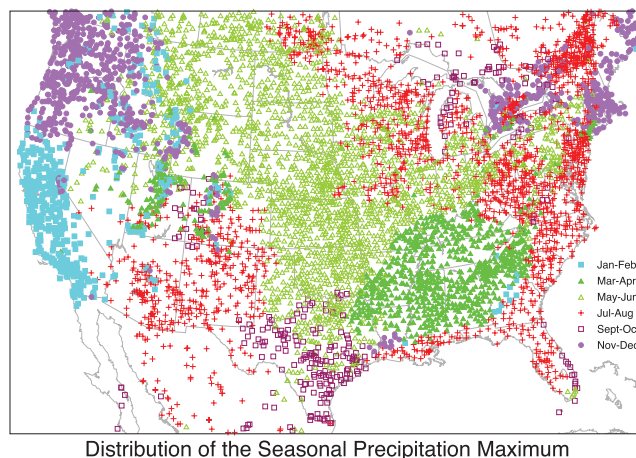 Jan-Feb
Mar-Apr
May-Jun
Jul-Aug
Sept-Oc
Nov-Dec
Distribution of the Seasonal Precipitation Maximum